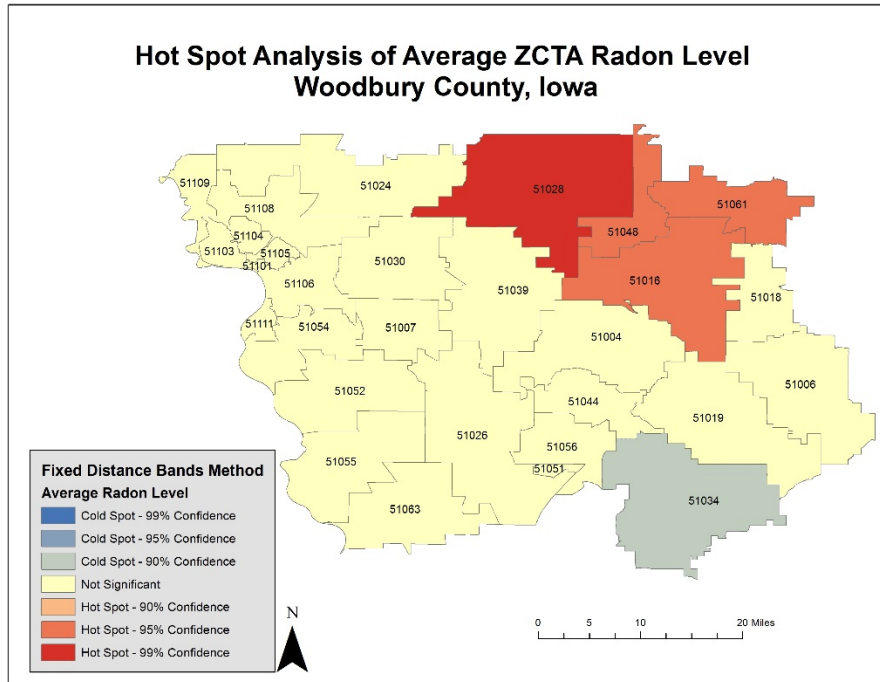 Hot Spot Analysis of Average ZCTA Radon Level
Woodbury County, Iowa
51109
51024
51028
51061
51108
51104
51048
51103
51105
51101
51030
51016
51106
51039
51018
51111
51054
51007
51004
51006
51052
51044
51019
51026
51056
51055
51051
51034
51063
Fixed Distance Bands Method
Average Radon Level
Cold Spot - 99% Confidence
Cold Spot - 95% Confidence
Cold Spot - 90% Confidence
Not Significant
Hot Spot - 90% Confidence
Hot Spot - 95% Confidence
Hot Spot - 99% Confidence
N
0 5 10 20 Miles